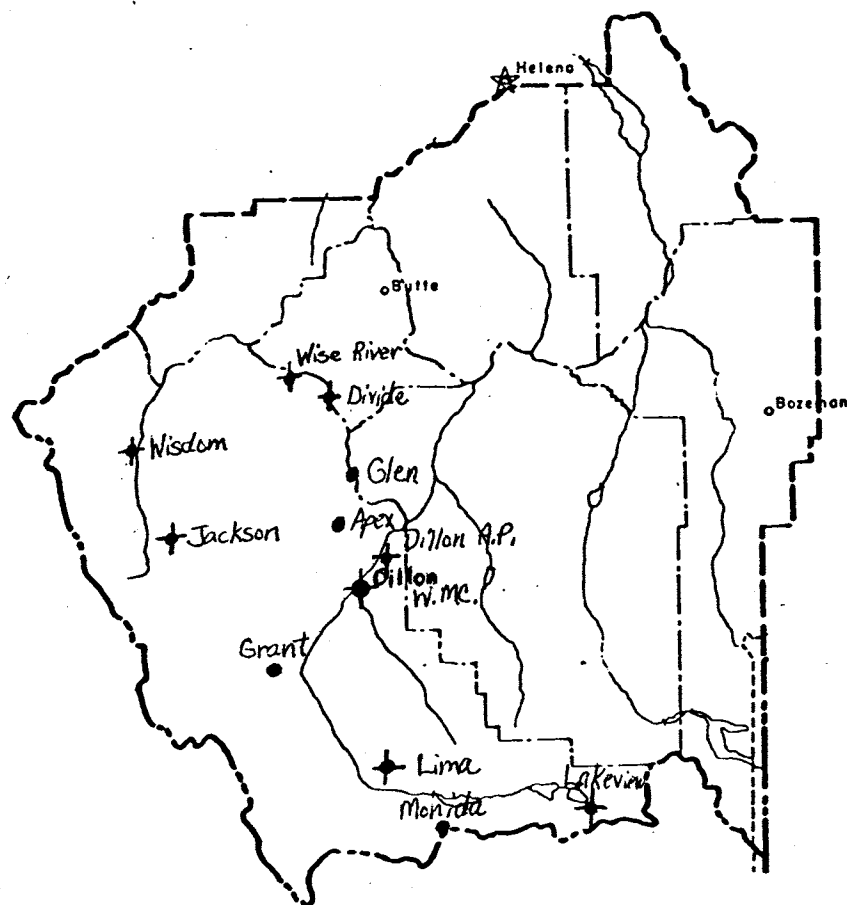 Helena
Butte
Wise River
Divide
Bozeman
Wisdom
Glen
Apex
Jackson
Dillon A.P.
Dillon
W.MC.
Grant
Lima
Lakeview
Monida